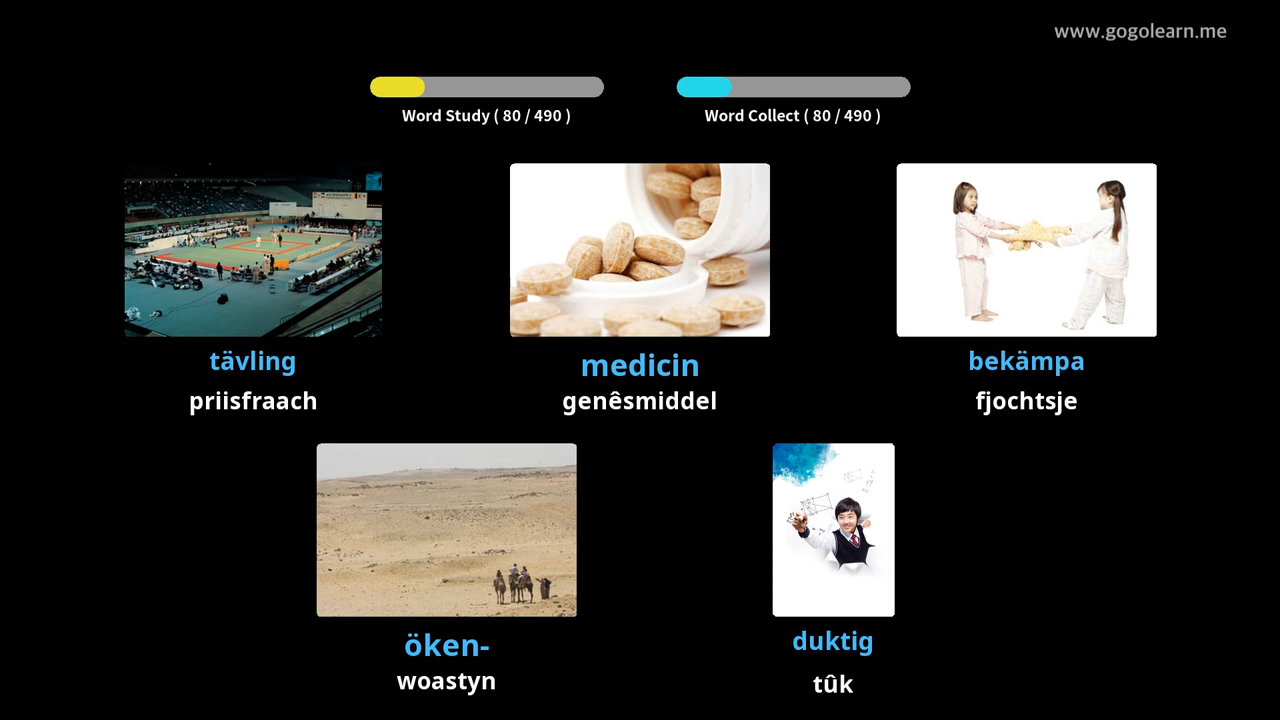 www.gogolearn.me
Word Study ( 80 / 490 )
Word Collect ( 80 / 490 )
tävling
priisfraach
medicin
genêsmiddel
bekämpa
fjochtsje
öken-
woastyn
duktig
tûk